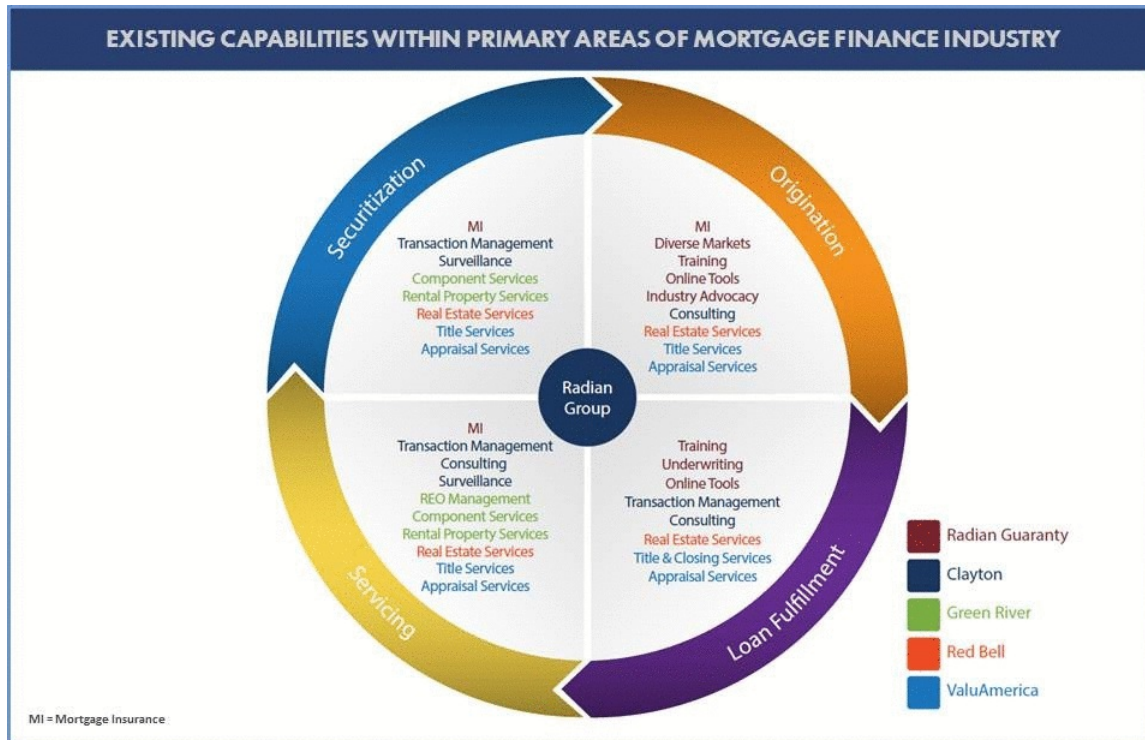 EXISTING CAPABILITIES WITHIN PRIMARY AREAS OF MORTGAGE FINANCE INDUSTRY
Securitization
MI
Transaction Management
Surveillance
Component Services
Rental Property Services
Real Estate Services
Title Services
Appraisal Services
Origination
MI
Diverse Markets
Training
Online Tools
Industry Advocacy
Consulting
Real Estate Services
Title Services
Appraisal Services
Radian
Group
Servicing
MI
Transaction Management
Consulting
Surveillance
REO Management
Component Services
Rental Property Services
Real Estate Services
Title Services
Appraisal Services
Loan Fulfillment
Training
Underwriting
Online Tools
Transaction Management
Consulting
Real Estate Services
Title & Closing Services
Appraisal Services
Radian Guaranty
Clayton
Green River
Red Bell
ValuAmerica
MI = Mortgage Insurance